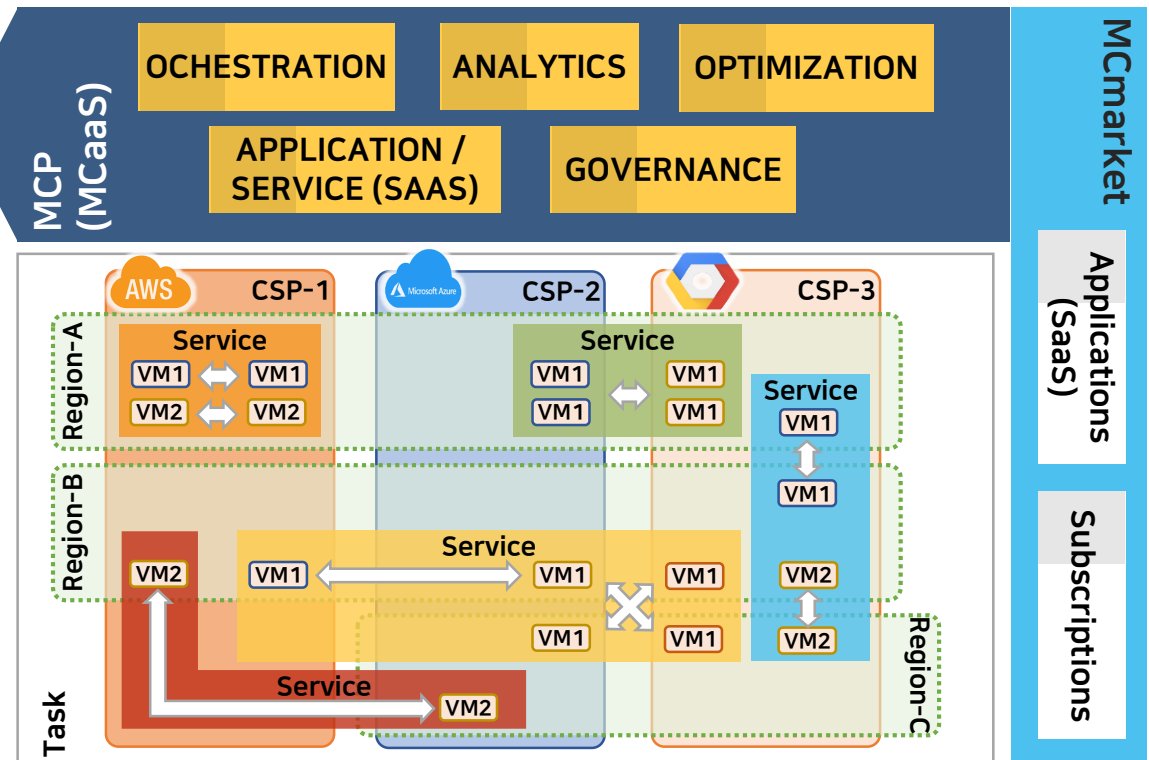 OCHESTRATION
ANALYTICS
OPTIMIZATION
APPLICATION /
SERVICE (SAAS)
GOVERNANCE
MCP
(MCaaS)
MCmarket
Applications
(SaaS)
Subscriptions
AWS
CSP-1
Microsoft Azure
CSP-2
CSP-3
Region-A
Service
VM1
VM1
VM2
VM2
Service
VM1
VM1
VM1
VM1
Service
VM1
VM1
VM2
VM2
Region-B
Service
VM1
VM1
VM1
VM1
VM1
VM2
Service
VM2
Region-C
Task